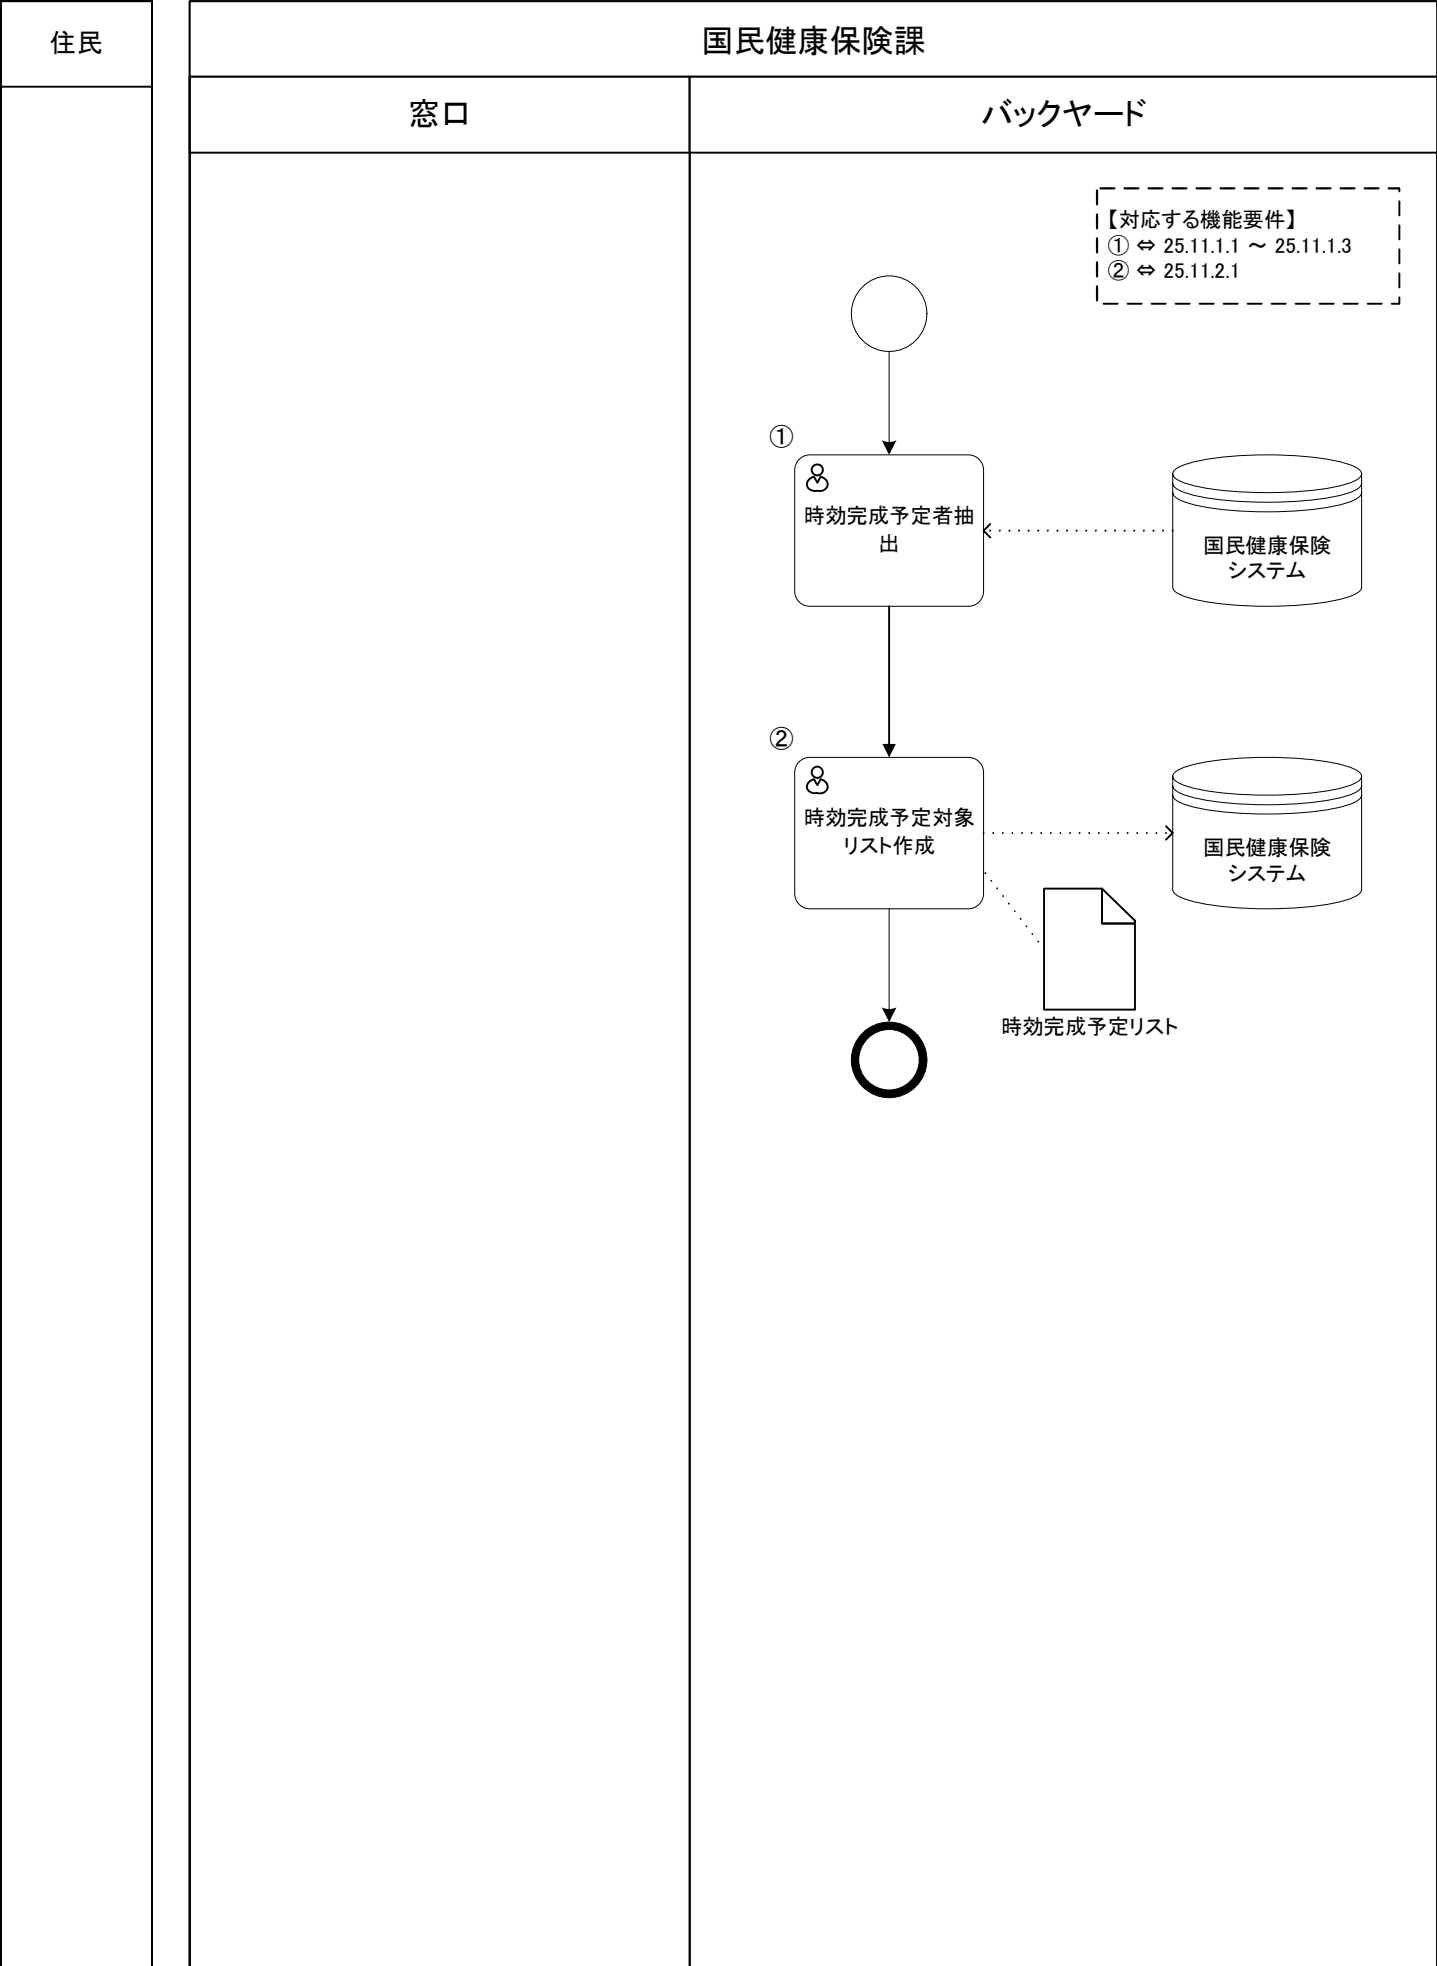 住民
国民健康保険課
窓口
バックヤード
【対応する機能要件】
① ⇔ 25.11.1.1 ～ 25.11.1.3
② ⇔ 25.11.2.1
①
時効完成予定者抽
出
国民健康保険
システム
②
時効完成予定対象
リスト作成
国民健康保険
システム
時効完成予定リスト